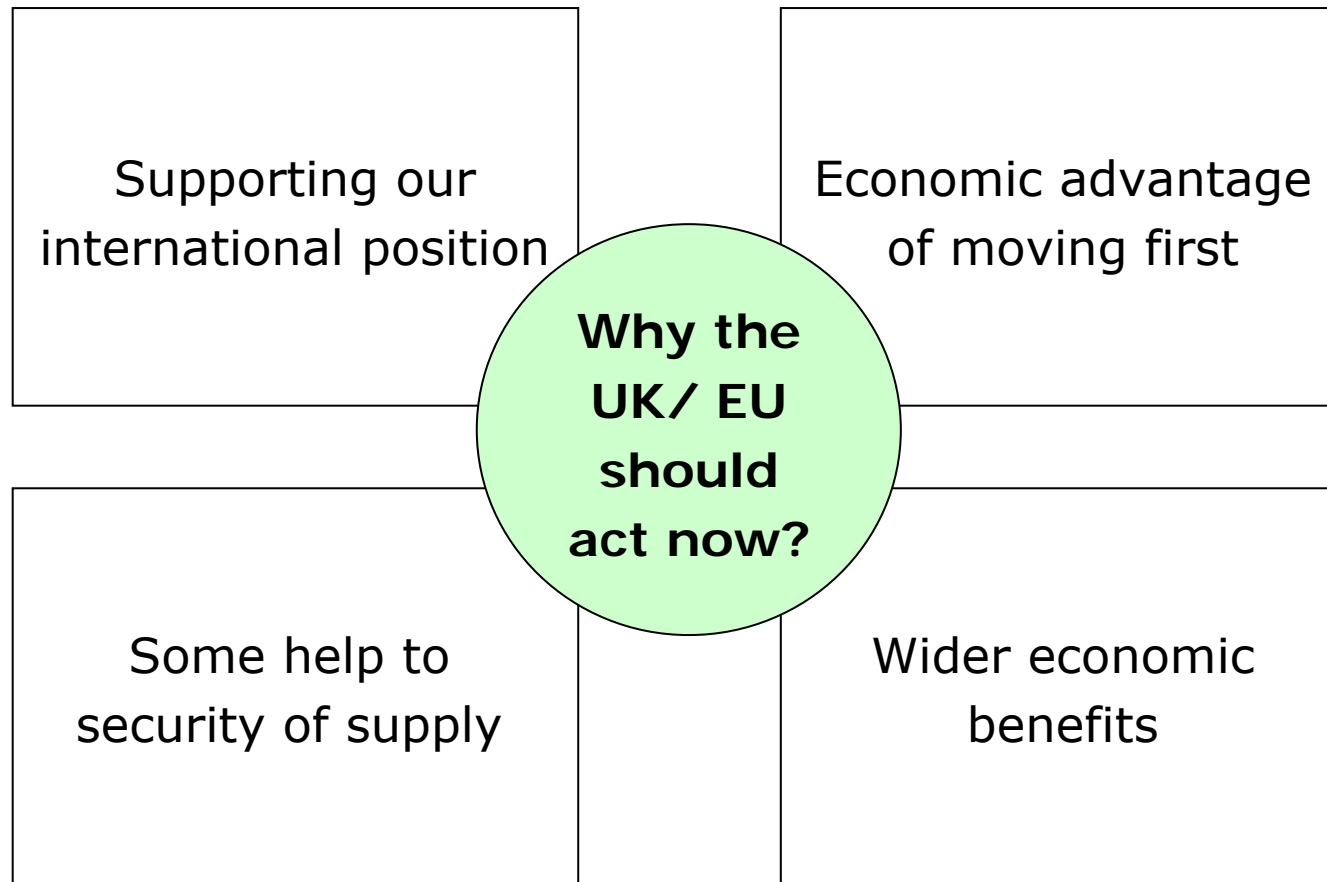 Supporting our
international position
Economic advantage
of moving first
Why the
UK/ EU
should
act now?
Some help to
security of supply
Wider economic
benefits